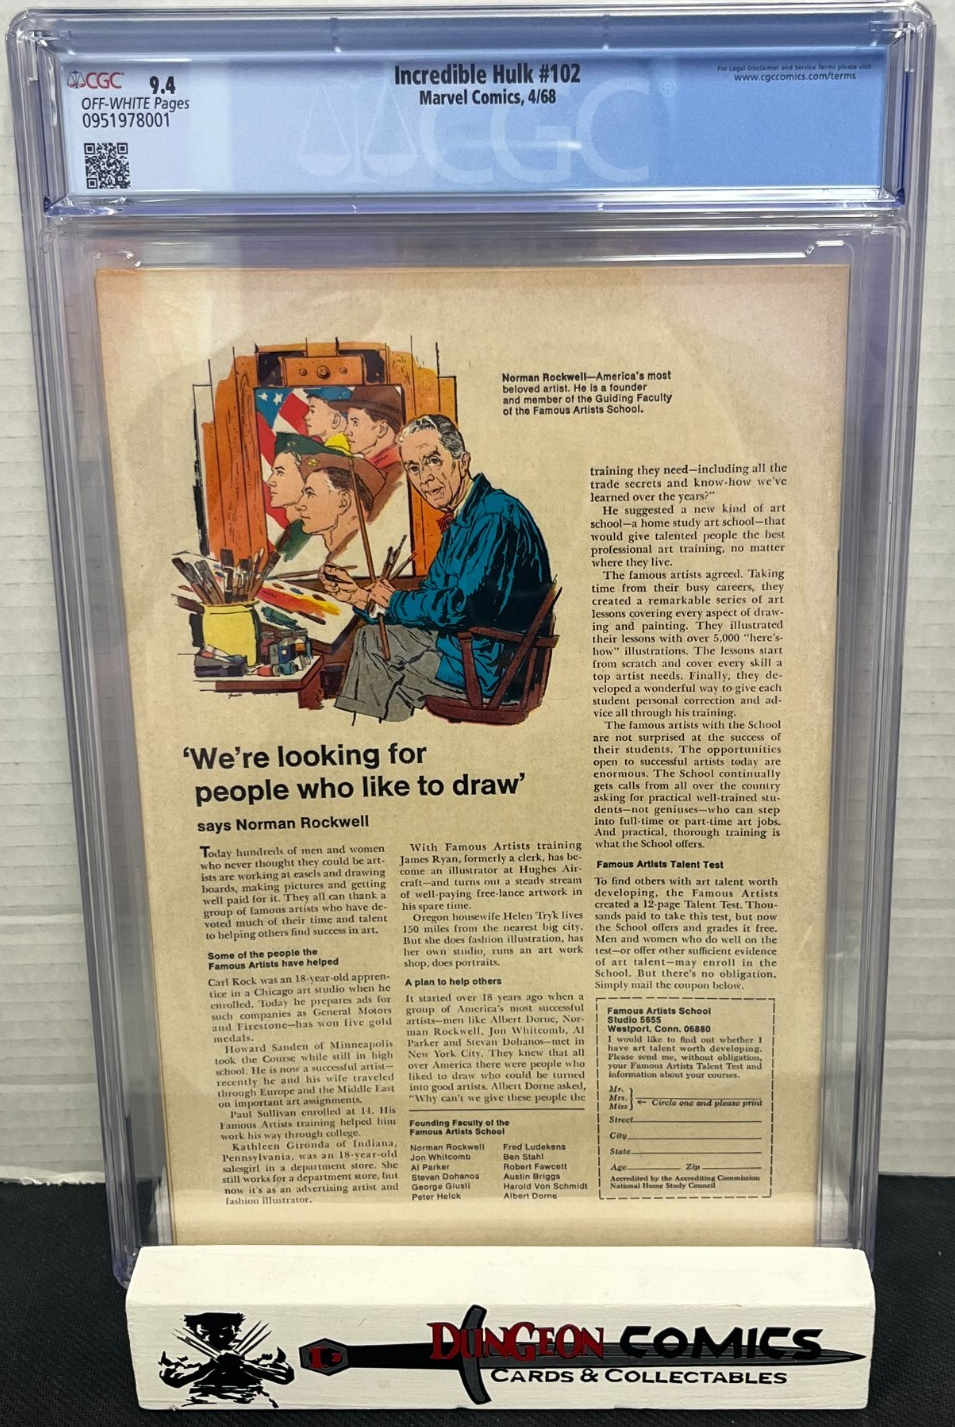 CGC 9.4
OFF-WHITE Pages
0951978001
Incredible Hulk #102
Marvel Comics, 4/68
For Legal Disclaimer and Service Terms please visit:
www.cgccomics.com/terms
CGC
Norman Rockwell—America's most
beloved artist. He is a founder
and member of the Guiding Faculty
of the Famous Artists School.
'We're looking for
people who like to draw'
says Norman Rockwell
Today hundreds of men and women
who never thought they could be art-
ists are working at easels and drawing
boards, making pictures and getting
well paid for it. They all can thank a
group of famous artists who have de-
voted much of their time and talent
to helping others find success in art.
Some of the people the
Famous Artists have helped
Carl Kock was an 18-year-old appren-
tice in a Chicago art studio when he
enrolled. Today he prepares ads for
such companies as General Motors
and Firestone—has won five gold
medals.
Howard Sanden of Minneapolis
took the Course while still in high
school. He is now a successful artist—
recently he and his wife traveled
through Europe and the Middle East
on important art assignments.
Paul Sullivan enrolled at 14. His
Famous Artists training helped him
work his way through college.
Kathleen Gironda of Indiana,
Pennsylvania, was an 18-year-old
salesgirl in a department store. She
still works for a department store, but
now it's as an advertising artist and
fashion illustrator.
With Famous Artists training
James Ryan, formerly a clerk, has be-
come an illustrator at Hughes Air-
craft—and turns out a steady stream
of well-paying free-lance artwork in
his spare time.
Oregon housewife Helen Tryk lives
150 miles from the nearest big city.
But she does fashion illustration, has
her own studio, runs an art work
shop, does portraits.
A plan to help others
It started over 18 years ago when a
group of America's most successful
artists—men like Albert Dorne, Nor-
man Rockwell, Jon Whitcomb, Al
Parker and Stevan Dohanos—met in
New York City. They knew that all
over America there were people who
liked to draw who could be turned
into good artists. Albert Dorne asked,
"Why can't we give these people the
Founding Faculty of the
Famous Artists School
Norman Rockwell
Jon Whitcomb
Al Parker
Stevan Dohanos
George Giusti
Peter Helck
Fred Ludekens
Ben Stahl
Robert Fawcett
Austin Briggs
Harold Von Schmidt
Albert Dorne
training they need—including all the
trade secrets and know-how we've
learned over the years?"
He suggested a new kind of art
school—a home study art school—that
would give talented people the best
professional art training, no matter
where they live.
The famous artists agreed. Taking
time from their busy careers, they
created a remarkable series of art
lessons covering every aspect of draw-
ing and painting. They illustrated
their lessons with over 5,000 "here's-
how" illustrations. The lessons start
from scratch and cover every skill a
top artist needs. Finally, they de-
veloped a wonderful way to give each
student personal correction and ad-
vice all through his training.
The famous artists with the School
are not surprised at the success of
their students. The opportunities
open to successful artists today are
enormous. The School continually
gets calls from all over the country
asking for practical well-trained stu-
dents—not geniuses—who can step
into full-time or part-time art jobs.
And practical, thorough training is
what the School offers.
Famous Artists Talent Test
To find others with art talent worth
developing, the Famous Artists
created a 12-page Talent Test. Thou-
sands paid to take this test, but now
the School offers and grades it free.
Men and women who do well on the
test—or offer other sufficient evidence
of art talent—may enroll in the
School. But there's no obligation.
Simply mail the coupon below.
Famous Artists School
Studio 5655
Westport, Conn. 06880
I would like to find out whether I
have art talent worth developing.
Please send me, without obligation,
your Famous Artists Talent Test and
information about your courses.
Mr.
Mrs. ← Circle one and please print
Miss
Street
City
State
Age Zip
Accredited by the Accrediting Commission
National Home Study Council
DUNGEON COMICS
CARDS & COLLECTABLES